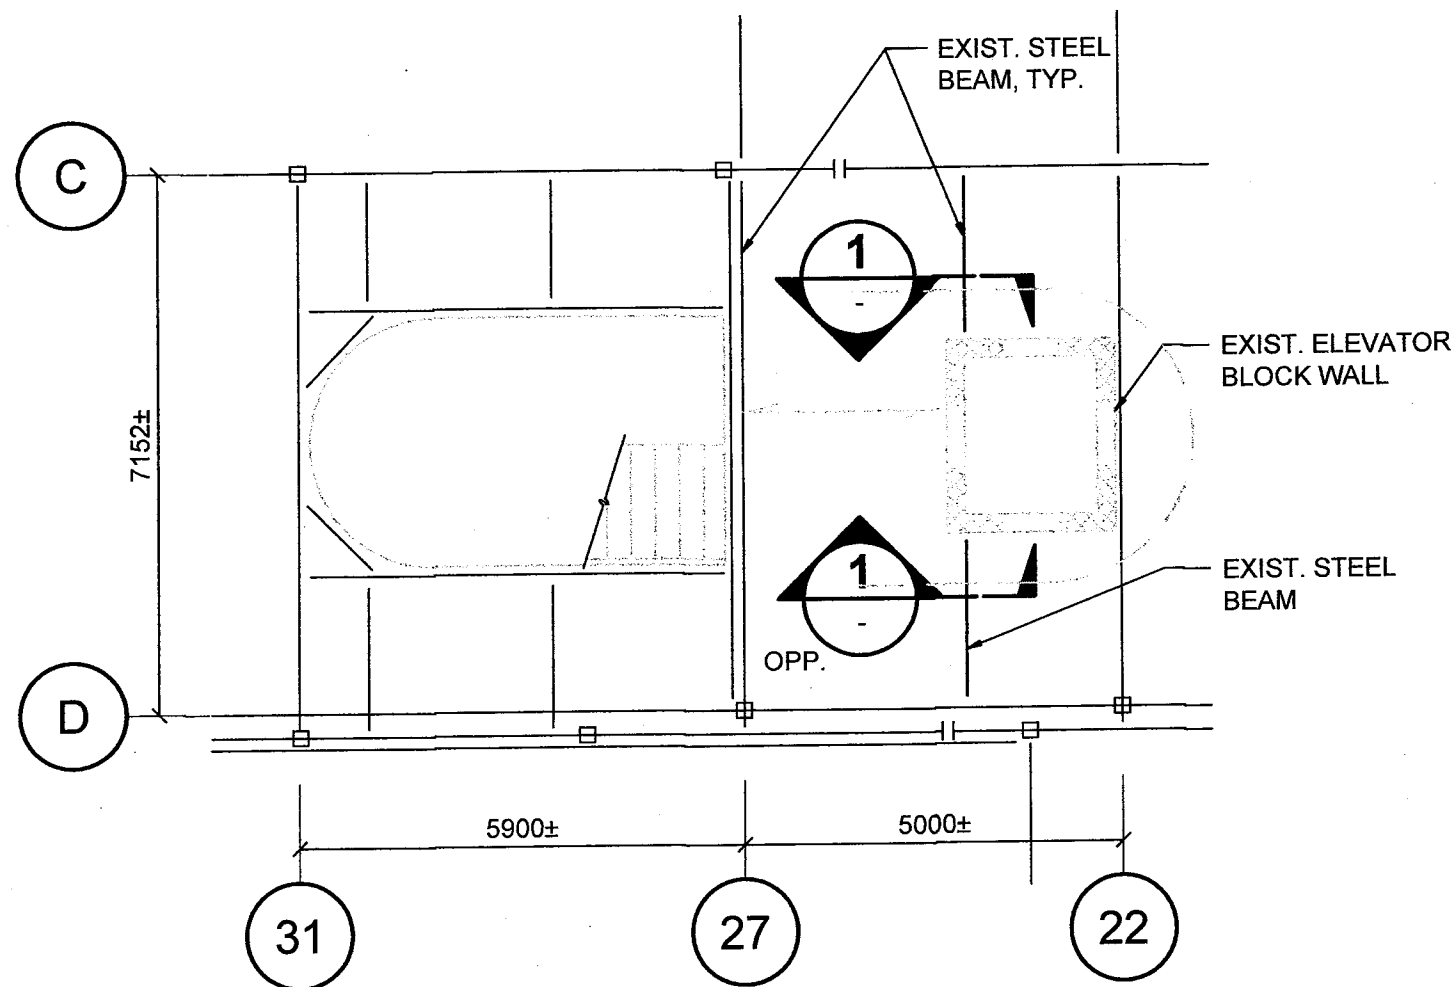 EXIST. STEEL
BEAM, TYP.
C
1
-
EXIST. ELEVATOR
BLOCK WALL
7152±
1
-
EXIST. STEEL
BEAM
OPP.
D
5900±
5000±
31
27
22